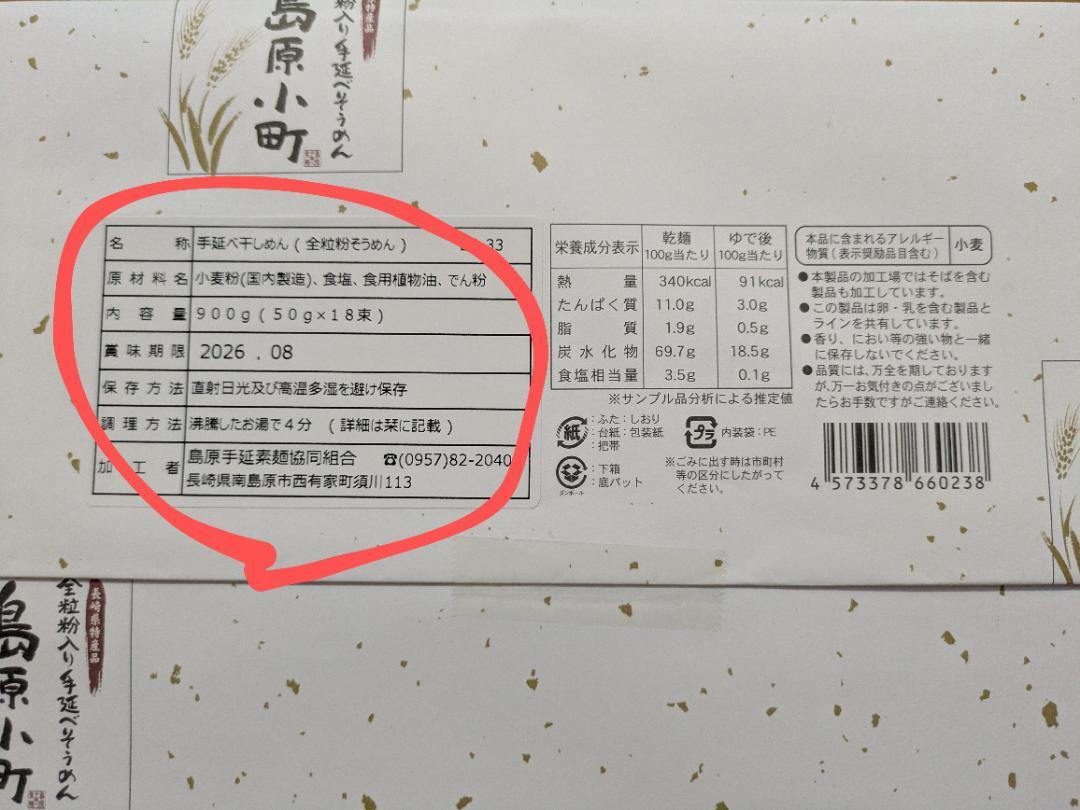 長崎県特産品
全粒粉入り手延べそうめん
島原小町
名称 手延べ干しめん（全粒粉そうめん） 33
原材料名 小麦粉(国内製造)、食塩、食用植物油、でん粉
内容量 900g(50g×18束)
賞味期限 2026 . 08
保存方法 直射日光及び高温多湿を避け保存
調理方法 沸騰したお湯で4分 （詳細は栞に記載）
加工者 島原手延素麺協同組合 ☎(0957)82-2040
長崎県南島原市西有家町須川113
栄養成分表示 乾麺100g当たり ゆで後100g当たり
熱量 340kcal 91kcal
たんぱく質 11.0g 3.0g
脂質 1.9g 0.5g
炭水化物 69.7g 18.5g
食塩相当量 3.5g 0.1g
※サンプル品分析による推定値
紙 :ふた:しおり
:台紙:包装紙
:把帯
プラ 内装袋:PE
ダンボール :下箱
:底パット
※ごみに出す時は市町村
等の区分にしたがって
ください。
本品に含まれるアレルギー
物質(表示奨励品目含む) 小麦
●本製品の加工場ではそばを含む
製品も加工しています。
●この製品は卵・乳を含む製品と
ラインを共有しています。
●香り、におい等の強い物と一緒
に保存しないでください。
●品質には、万全を期しております
が、万一お気付きの点がございまし
たらお手数ですがご連絡ください。
4 573378 660238
長崎県特産品
全粒粉入り手延べそうめん
島原小町